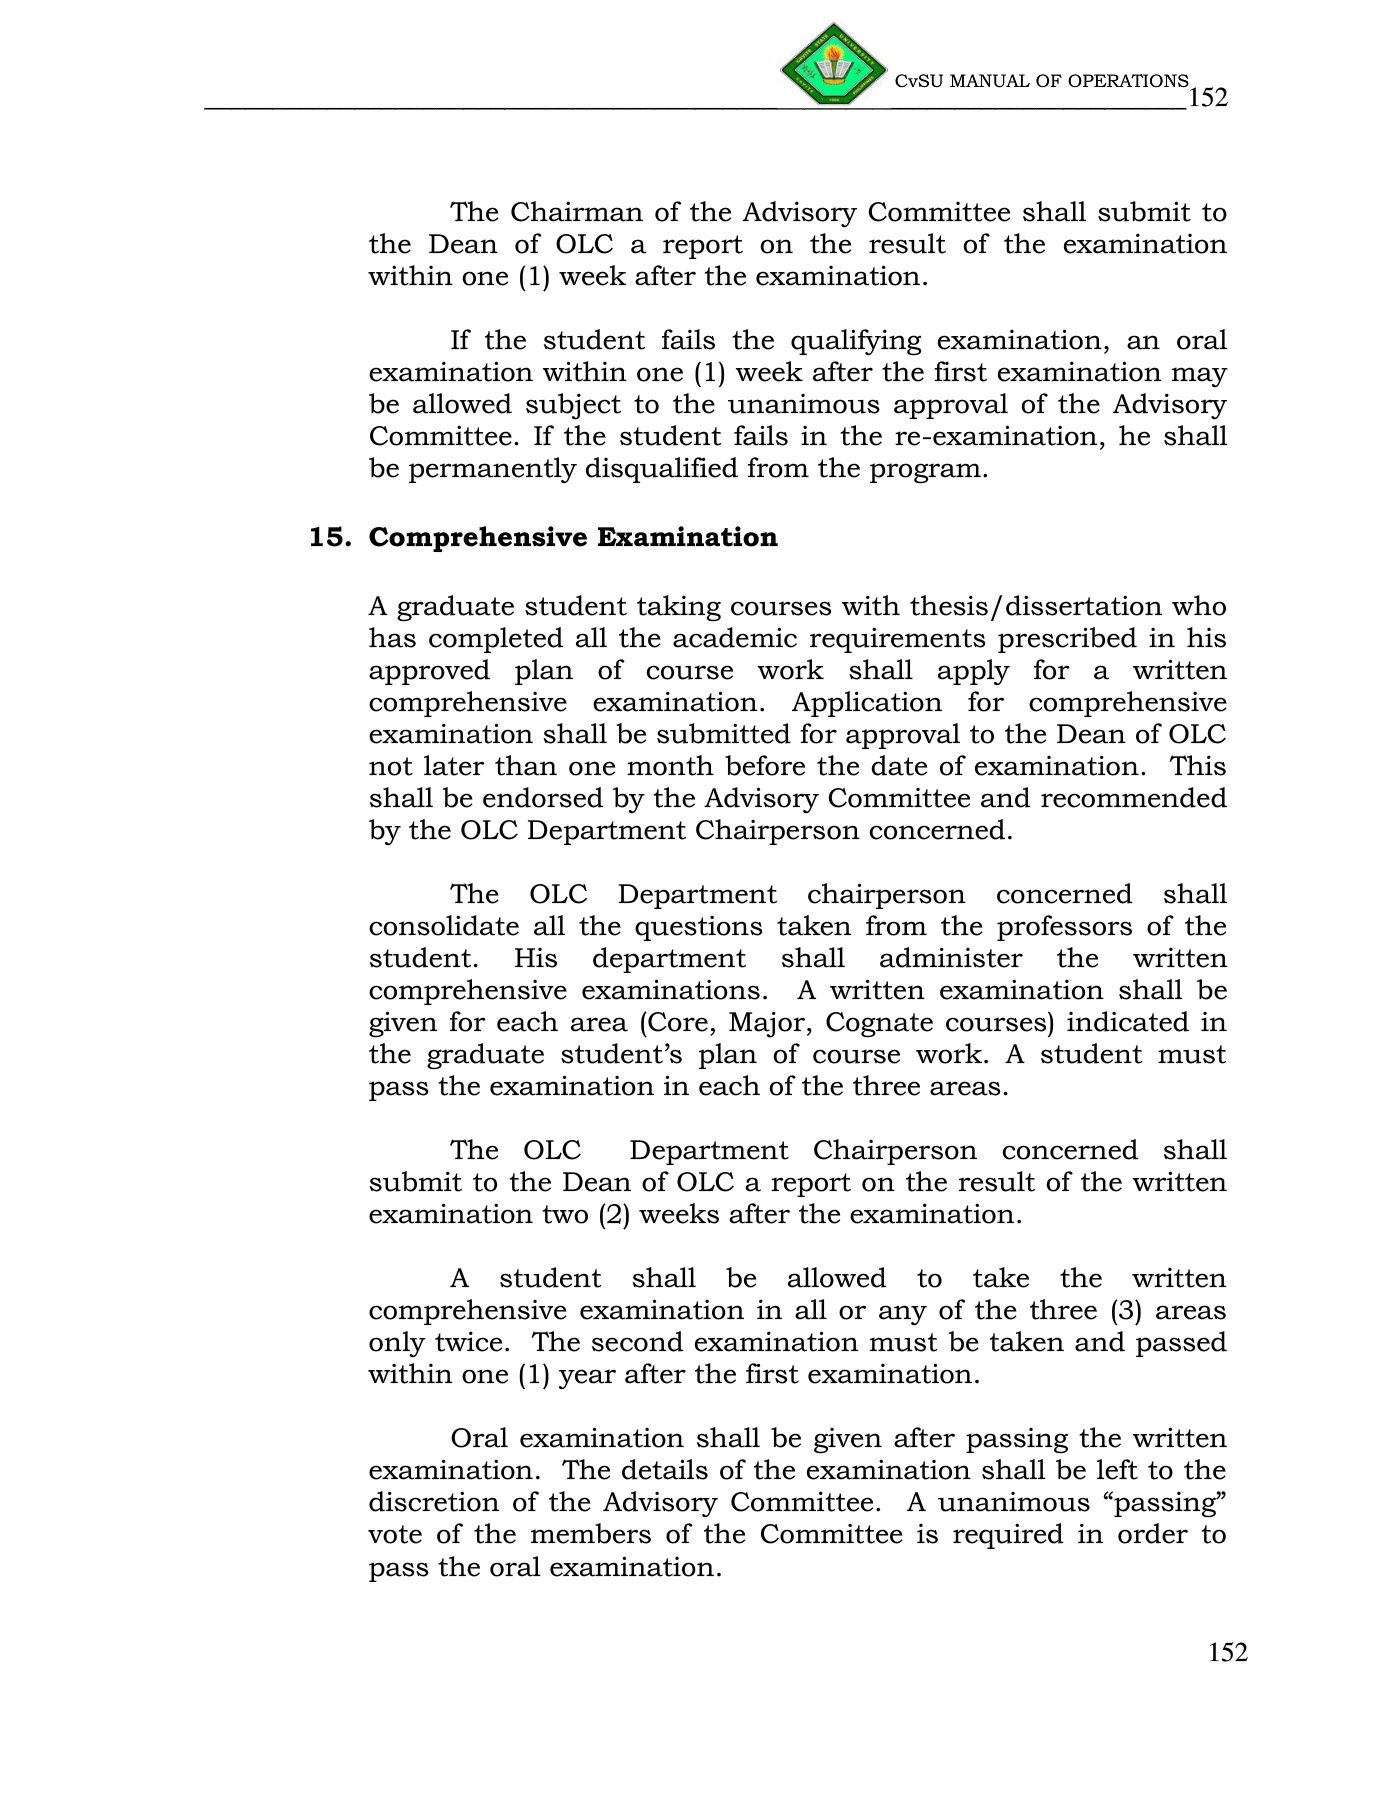 CvSU MANUAL OF OPERATIONS
152
The Chairman of the Advisory Committee shall submit to
the Dean of OLC a report on the result of the examination
within one (1) week after the examination.
If the student fails the qualifying examination, an oral
examination within one (1) week after the first examination may
be allowed subject to the unanimous approval of the Advisory
Committee. If the student fails in the re-examination, he shall
be permanently disqualified from the program.
15. Comprehensive Examination
A graduate student taking courses with thesis/dissertation who
has completed all the academic requirements prescribed in his
approved plan of course work shall apply for a written
comprehensive examination. Application for comprehensive
examination shall be submitted for approval to the Dean of OLC
not later than one month before the date of examination. This
shall be endorsed by the Advisory Committee and recommended
by the OLC Department Chairperson concerned.
The OLC Department chairperson concerned shall
consolidate all the questions taken from the professors of the
student. His department shall administer the written
comprehensive examinations. A written examination shall be
given for each area (Core, Major, Cognate courses) indicated in
the graduate student’s plan of course work. A student must
pass the examination in each of the three areas.
The OLC Department Chairperson concerned shall
submit to the Dean of OLC a report on the result of the written
examination two (2) weeks after the examination.
A student shall be allowed to take the written
comprehensive examination in all or any of the three (3) areas
only twice. The second examination must be taken and passed
within one (1) year after the first examination.
Oral examination shall be given after passing the written
examination. The details of the examination shall be left to the
discretion of the Advisory Committee. A unanimous “passing”
vote of the members of the Committee is required in order to
pass the oral examination.
152